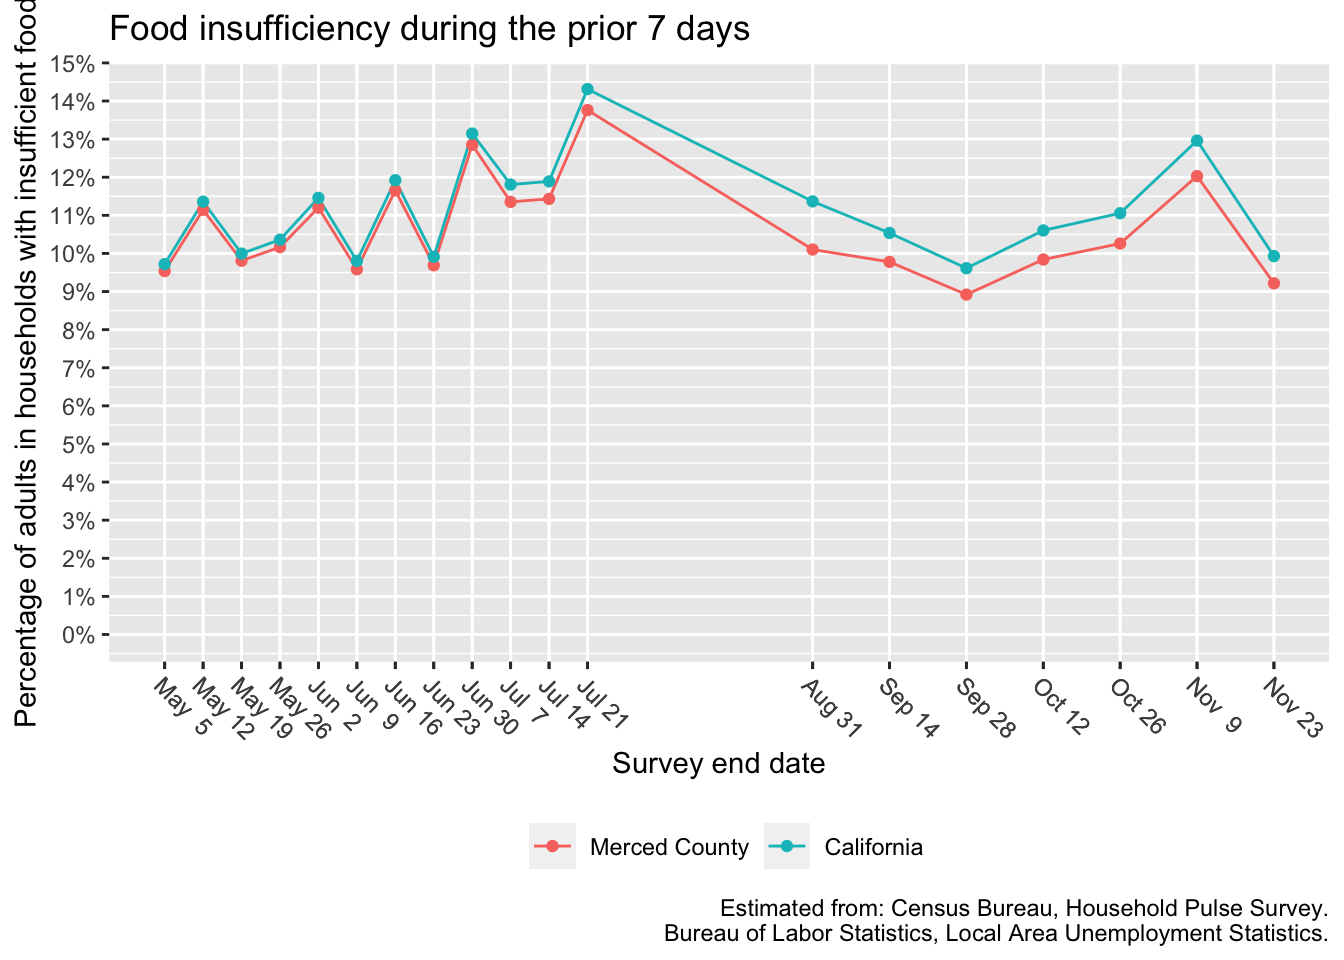 Food insufficiency during the prior 7 days
Percentage of adults in households with insufficient food
15%
14%
13%
12%
11%
10%
9%
8%
7%
6%
5%
4%
3%
2%
1%
0%
May 5
May 12
May 19
May 26
Jun 2
Jun 9
Jun 16
Jun 23
Jun 30
Jul 7
Jul 14
Jul 21
Aug 31
Sep 14
Sep 28
Oct 12
Oct 26
Nov 9
Nov 23
Survey end date
Merced County
California
Estimated from: Census Bureau, Household Pulse Survey.
Bureau of Labor Statistics, Local Area Unemployment Statistics.